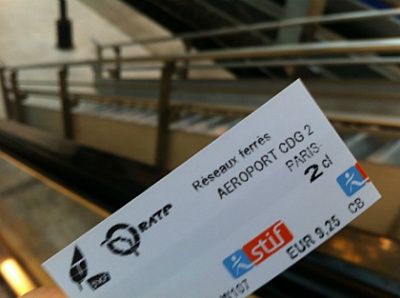 Réseaux ferrés
AEROPORT CDG 2
PARIS
2 cl
RATP
stif
EUR 9,25 CB